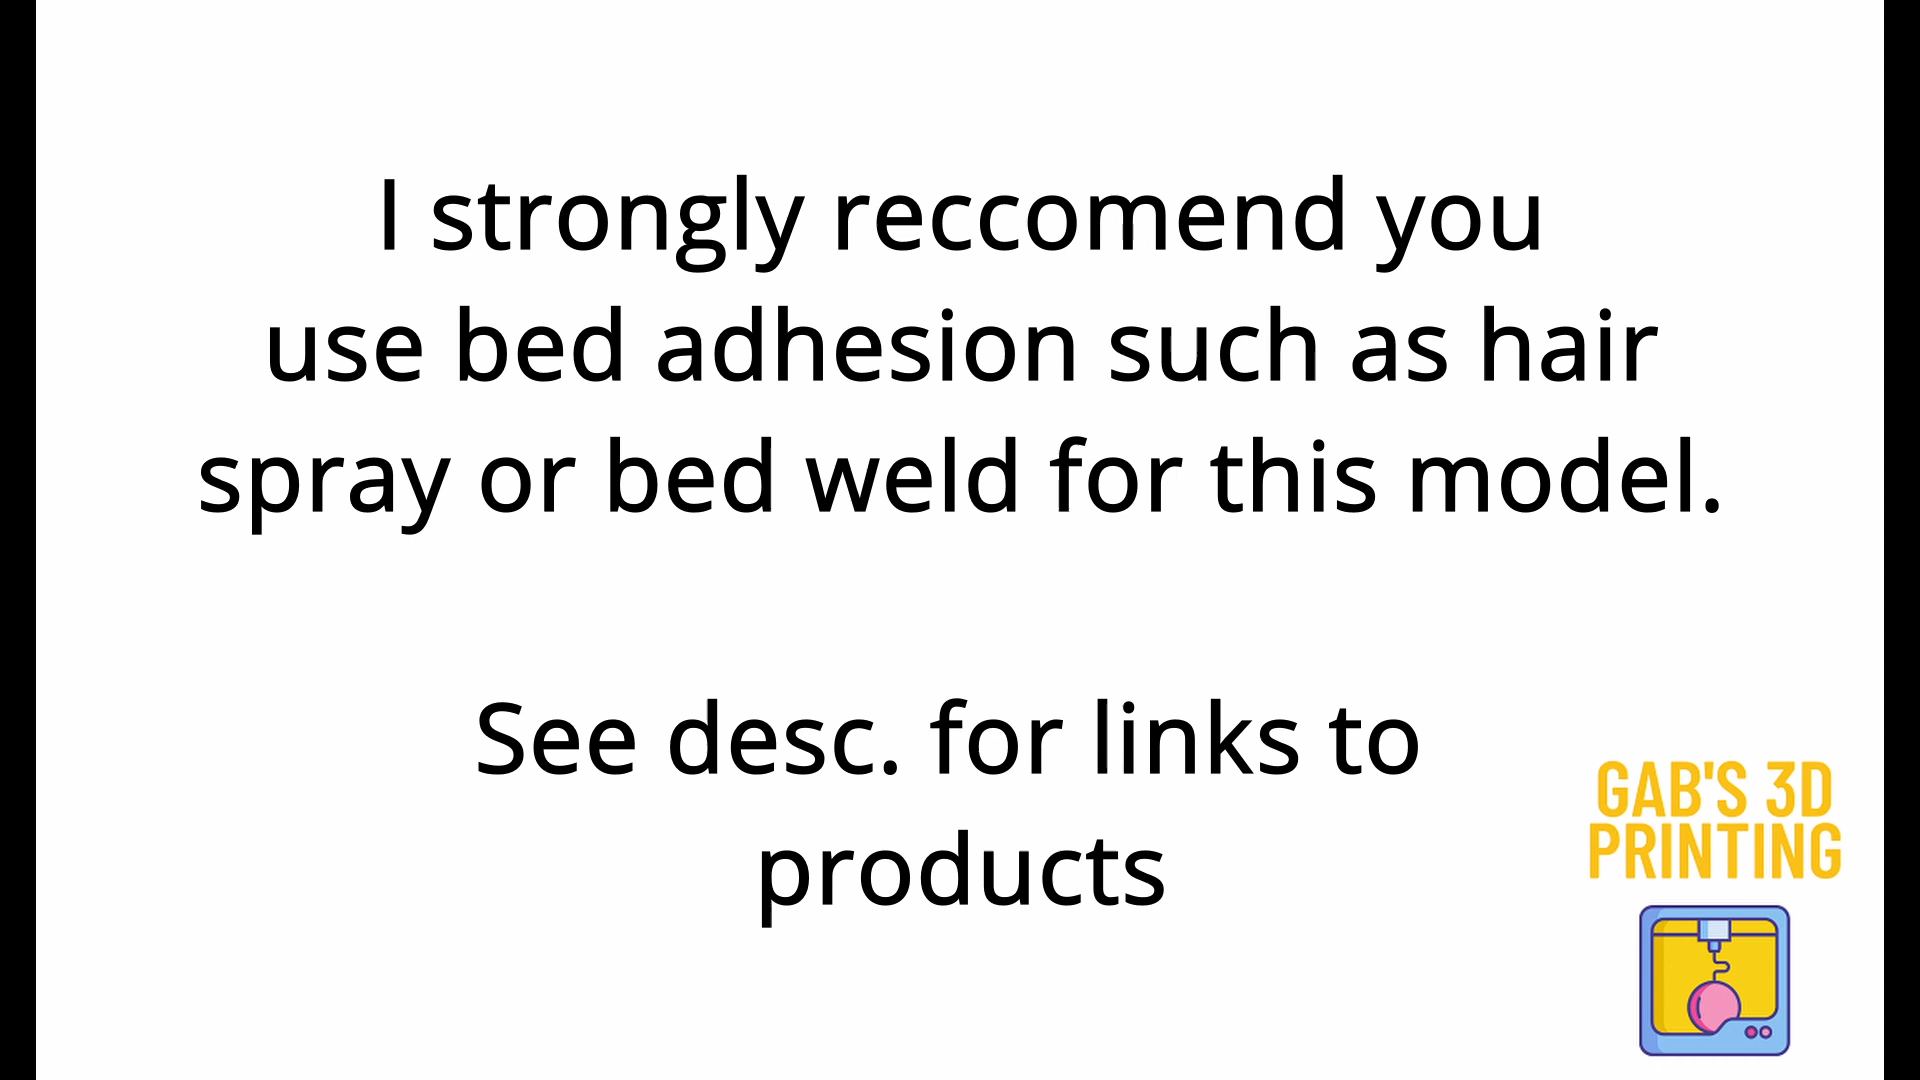 I strongly reccomend you
use bed adhesion such as hair
spray or bed weld for this model.
See desc. for links to
products
GAB'S 3D
PRINTING